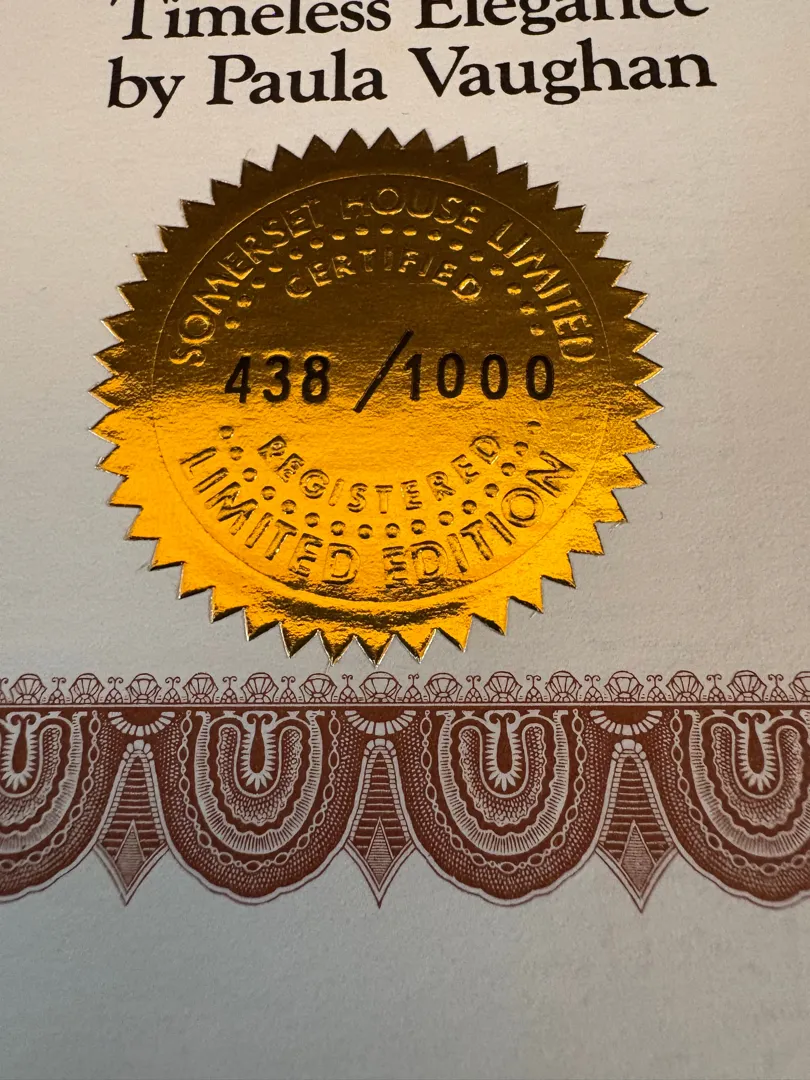 Timeless Elegance
by Paula Vaughan
SOMERSET HOUSE LIMITED
CERTIFIED
438 / 1000
REGISTERED
LIMITED EDITION